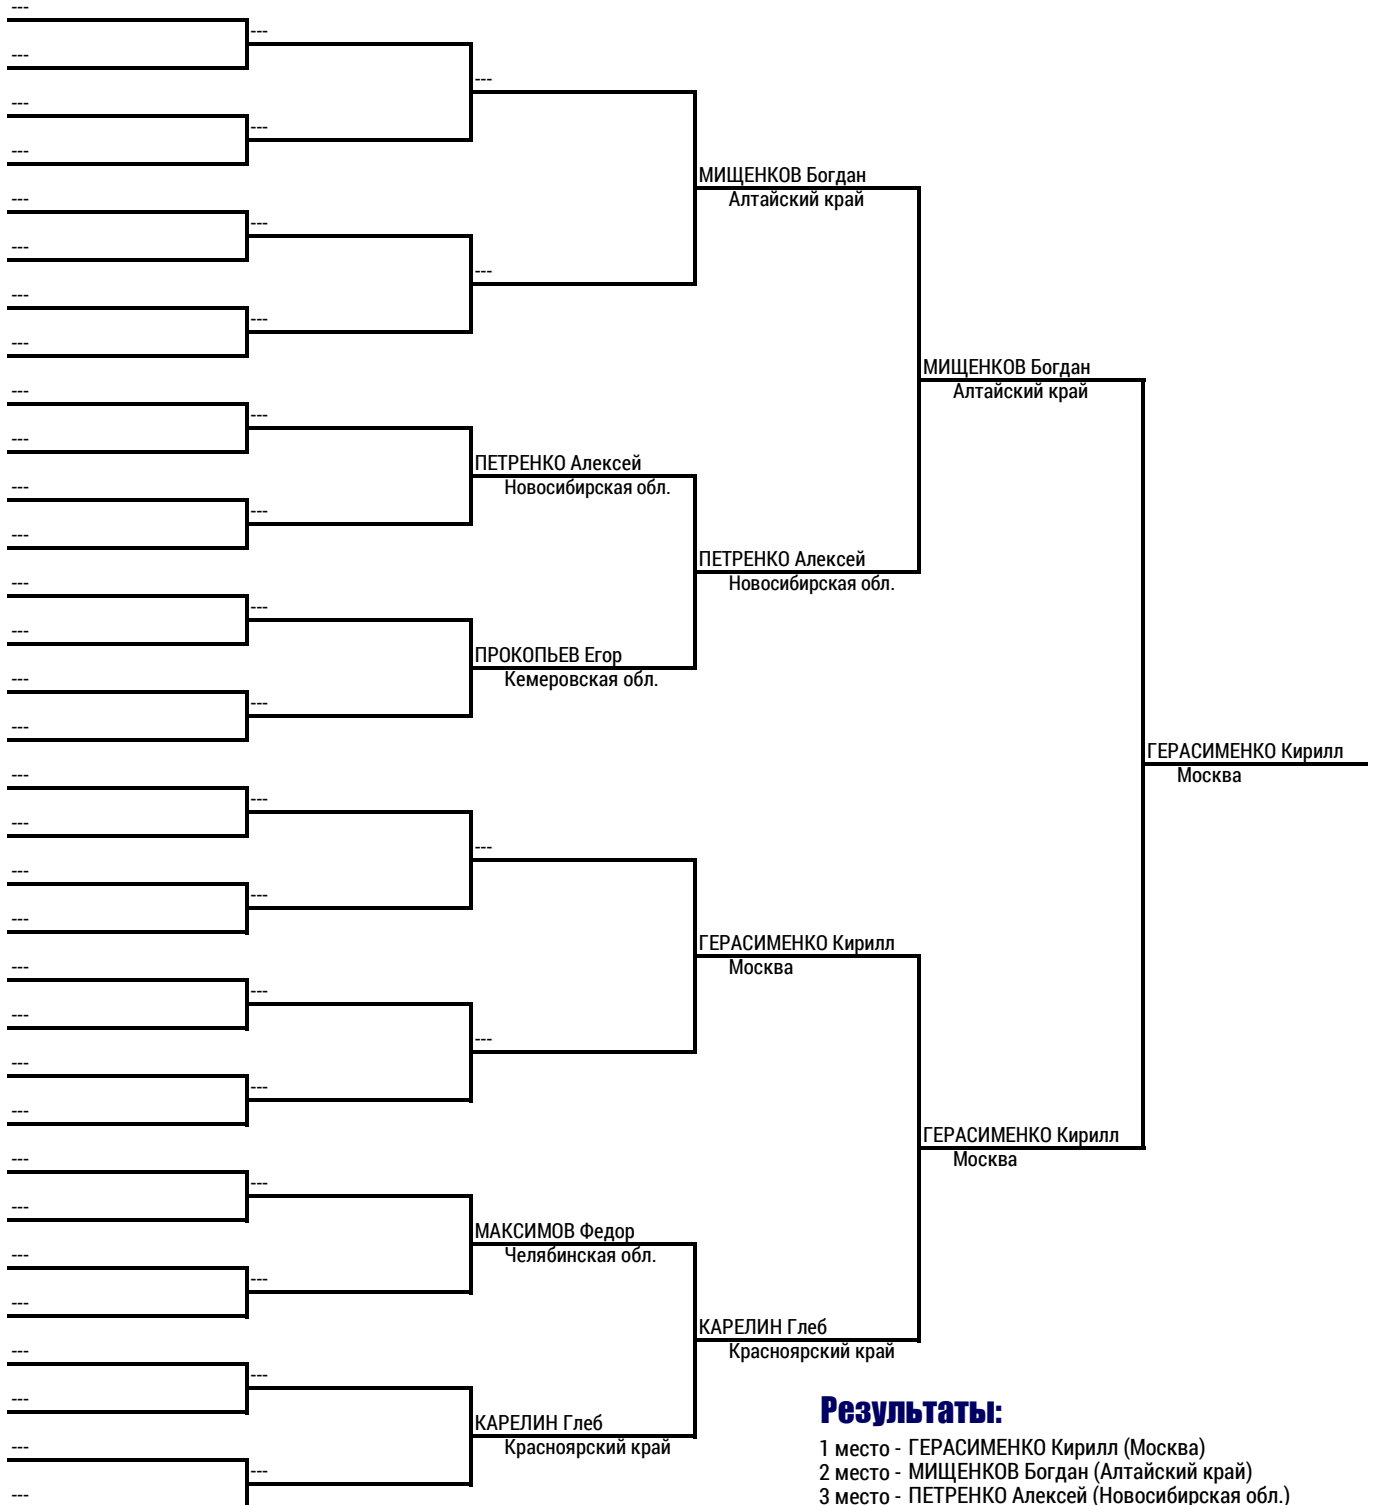 ---
---
---
---
---
---
---
---
---
МИЩЕНКОВ Богдан
Алтайский край
---
---
---
---
---
---
---
МИЩЕНКОВ Богдан
Алтайский край
---
---
---
ПЕТРЕНКО Алексей
Новосибирская обл.
---
---
---
ПЕТРЕНКО Алексей
Новосибирская обл.
---
---
---
ПРОКОПЬЕВ Егор
Кемеровская обл.
---
---
---
ГЕРАСИМЕНКО Кирилл
Москва
---
---
---
---
---
---
---
ГЕРАСИМЕНКО Кирилл
Москва
---
---
---
---
---
---
---
ГЕРАСИМЕНКО Кирилл
Москва
---
---
---
МАКСИМОВ Федор
Челябинская обл.
---
---
---
КАРЕЛИН Глеб
Красноярский край
---
---
---
КАРЕЛИН Глеб
Красноярский край
---
---
---
Результаты:
1 место - ГЕРАСИМЕНКО Кирилл (Москва)
2 место - МИЩЕНКОВ Богдан (Алтайский край)
3 место - ПЕТРЕНКО Алексей (Новосибирская обл.)